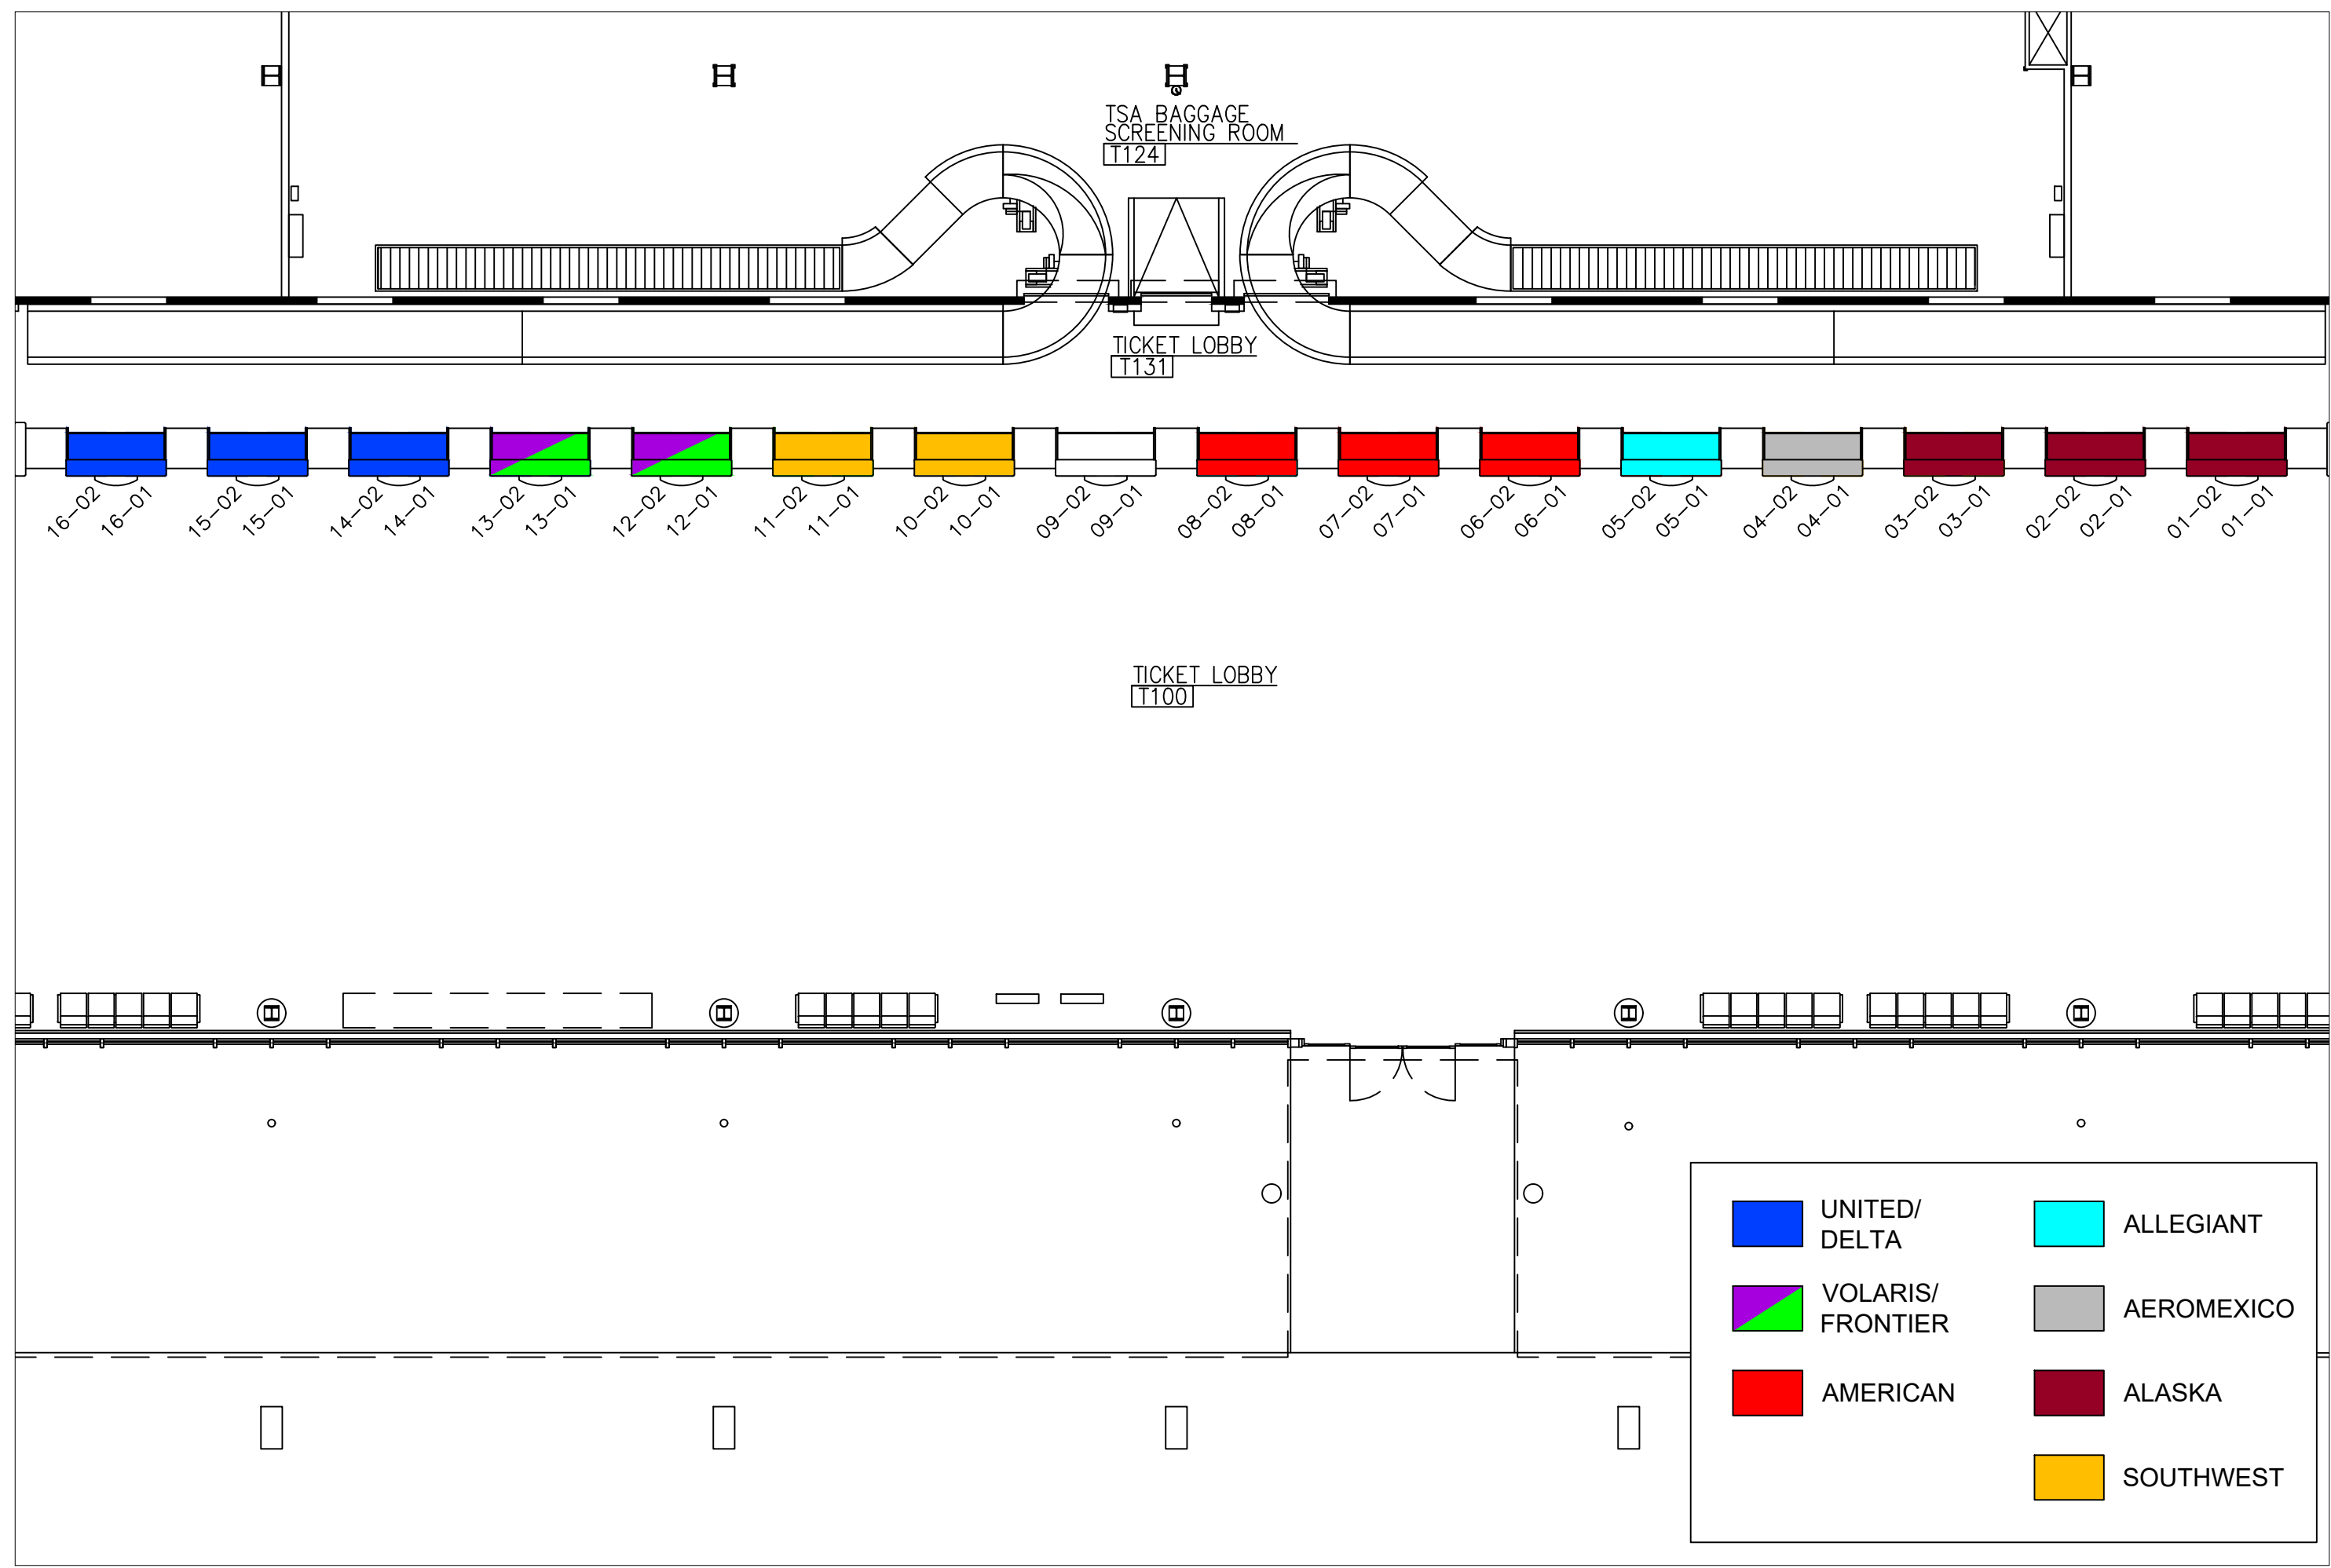 TSA BAGGAGE
SCREENING ROOM
T124
TICKET LOBBY
T131
16-02 16-01 15-02 15-01 14-02 14-01 13-02 13-01 12-02 12-01 11-02 11-01 10-02 10-01 09-02 09-01 08-02 08-01 07-02 07-01 06-02 06-01 05-02 05-01 04-02 04-01 03-02 03-01 02-02 02-01 01-02 01-01
TICKET LOBBY
T100
UNITED/
DELTA
VOLARIS/
FRONTIER
AMERICAN
ALLEGIANT
AEROMEXICO
ALASKA
SOUTHWEST